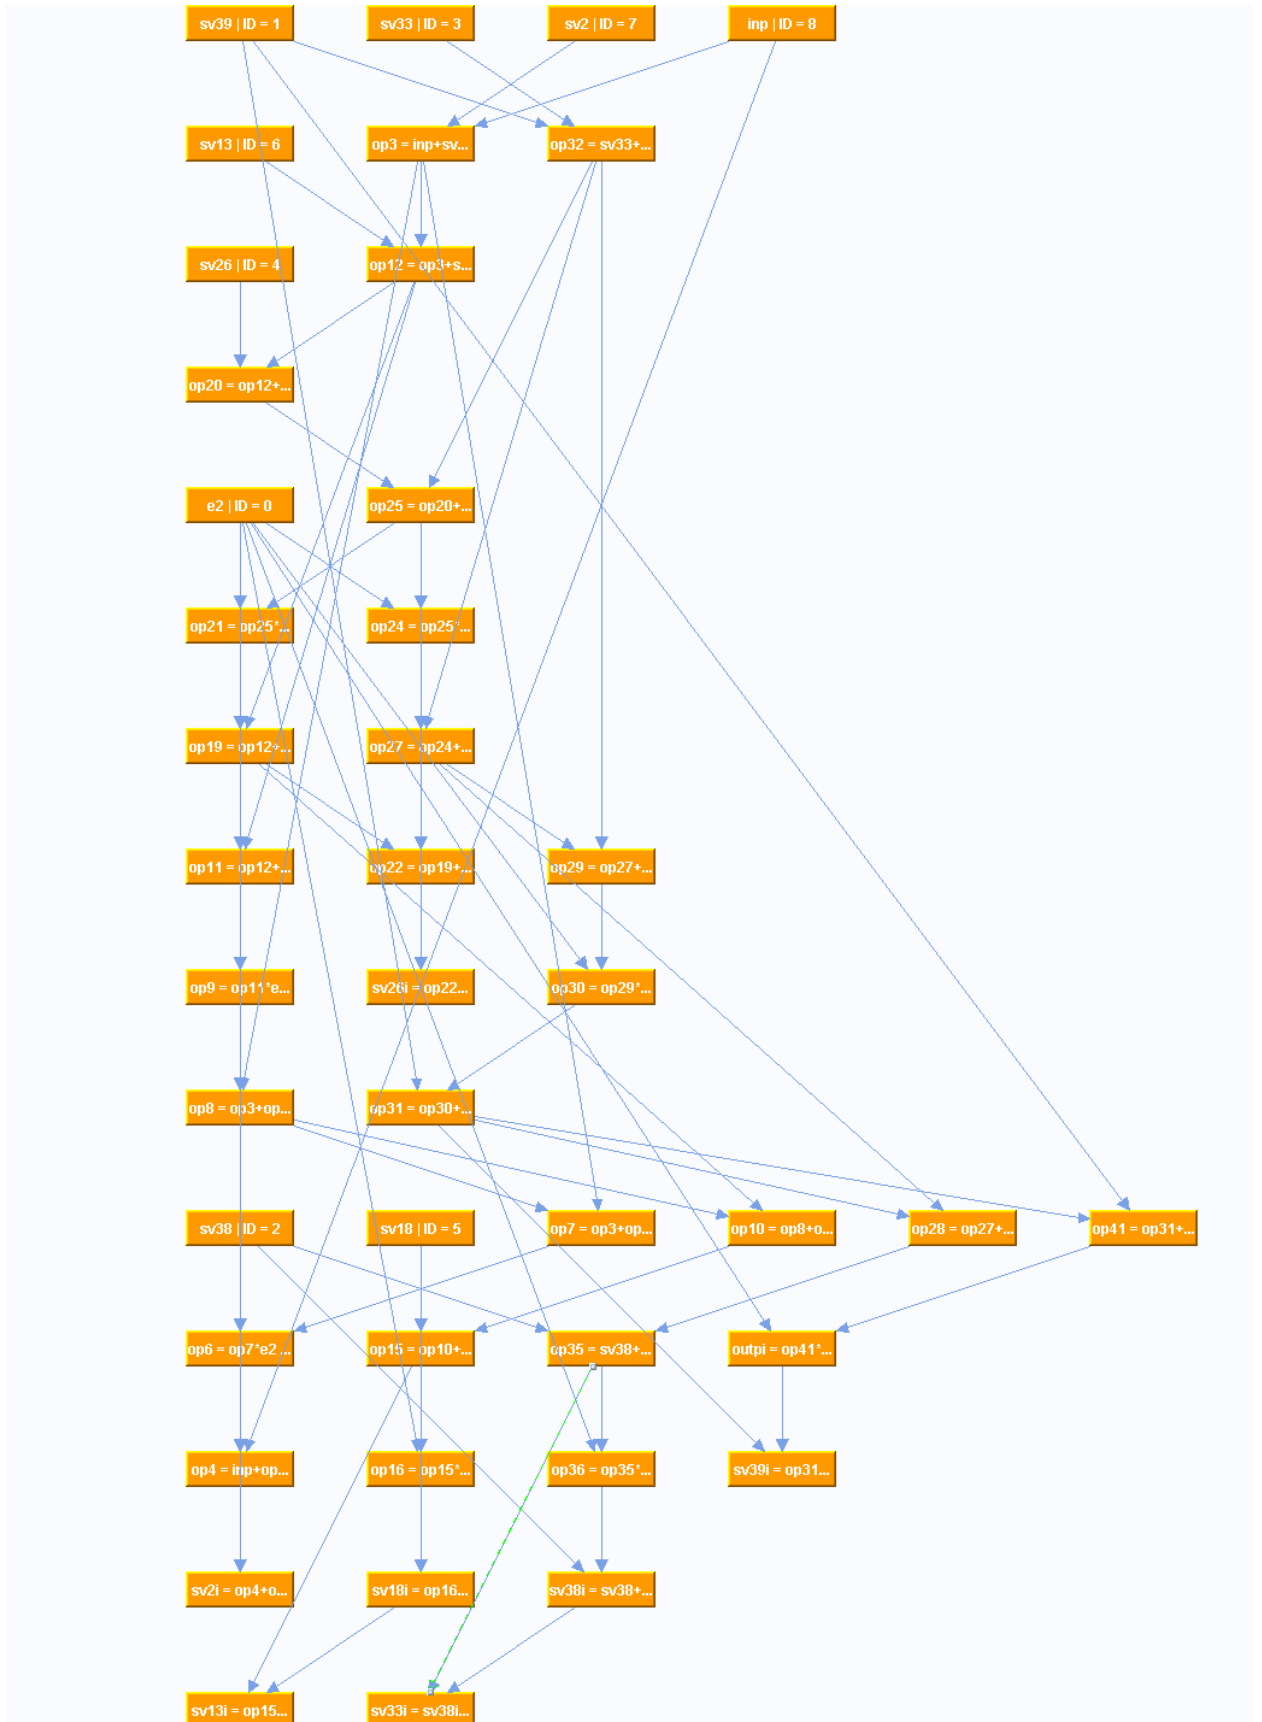 sv39 | ID = 1
sv33 | ID = 3
sv2 | ID = 7
inp | ID = 8
sv13 | ID = 6
op3 = inp+sv...
op32 = sv33+...
sv26 | ID = 4
op12 = op3+s...
op20 = op12+...
e2 | ID = 0
op25 = op20+...
op21 = op25*...
op24 = op25*...
op19 = op12+...
op27 = op24+...
op11 = op12+...
op22 = op19+...
op29 = op27+...
op9 = op11*e...
sv26i = op22...
op30 = op29*...
op8 = op3+op...
op31 = op30+...
sv38 | ID = 2
sv18 | ID = 5
op7 = op3+op...
op10 = op8+o...
op28 = op27+...
op41 = op31+...
op6 = op7*e2 ...
op15 = op10+...
op35 = sv38+...
outpi = op41*...
op4 = inp+op...
op16 = op15*...
op36 = op35*...
sv39i = op31...
sv2i = op4+o...
sv18i = op16...
sv38i = sv38+...
sv13i = op15...
sv33i = sv38i...